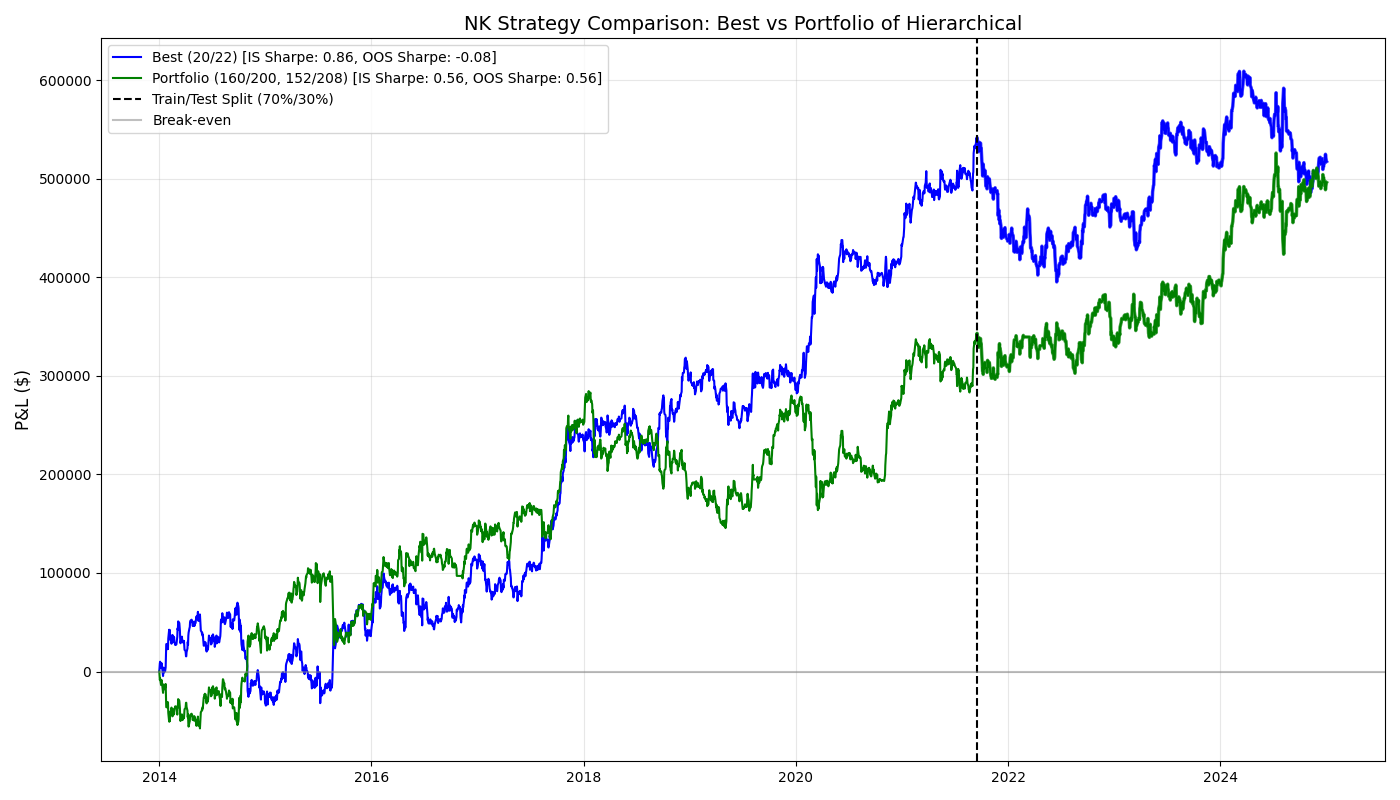 NK Strategy Comparison: Best vs Portfolio of Hierarchical
Best (20/22) [IS Sharpe: 0.86, OOS Sharpe: -0.08]
Portfolio (160/200, 152/208) [IS Sharpe: 0.56, OOS Sharpe: 0.56]
Train/Test Split (70%/30%)
Break-even
P&L ($)
600000
500000
400000
300000
200000
100000
0
2014
2016
2018
2020
2022
2024